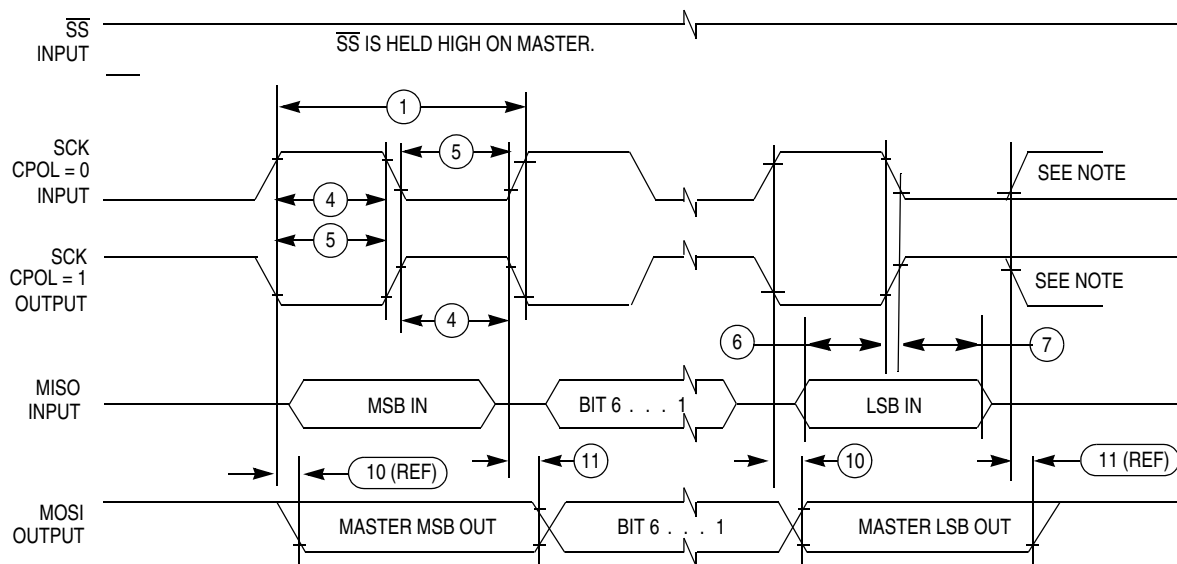 SS
INPUT
SS IS HELD HIGH ON MASTER.
1
SCK
CPOL = 0
INPUT
5
SEE NOTE
4
5
SCK
CPOL = 1
OUTPUT
SEE NOTE
4
6
7
MISO
INPUT
MSB IN
BIT 6 . . . 1
LSB IN
10 (REF)
11
10
11 (REF)
MOSI
OUTPUT
MASTER MSB OUT
BIT 6 . . . 1
MASTER LSB OUT